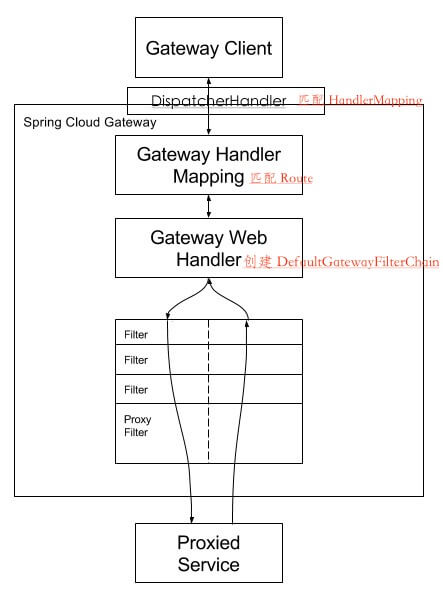 Gateway Client
DispatcherHandler 匹配 HandlerMapping
Spring Cloud Gateway
Gateway Handler
Mapping 匹配 Route
Gateway Web
Handler 创建 DefaultGatewayFilterChain
Filter
Filter
Filter
Proxy
Filter
Proxied
Service